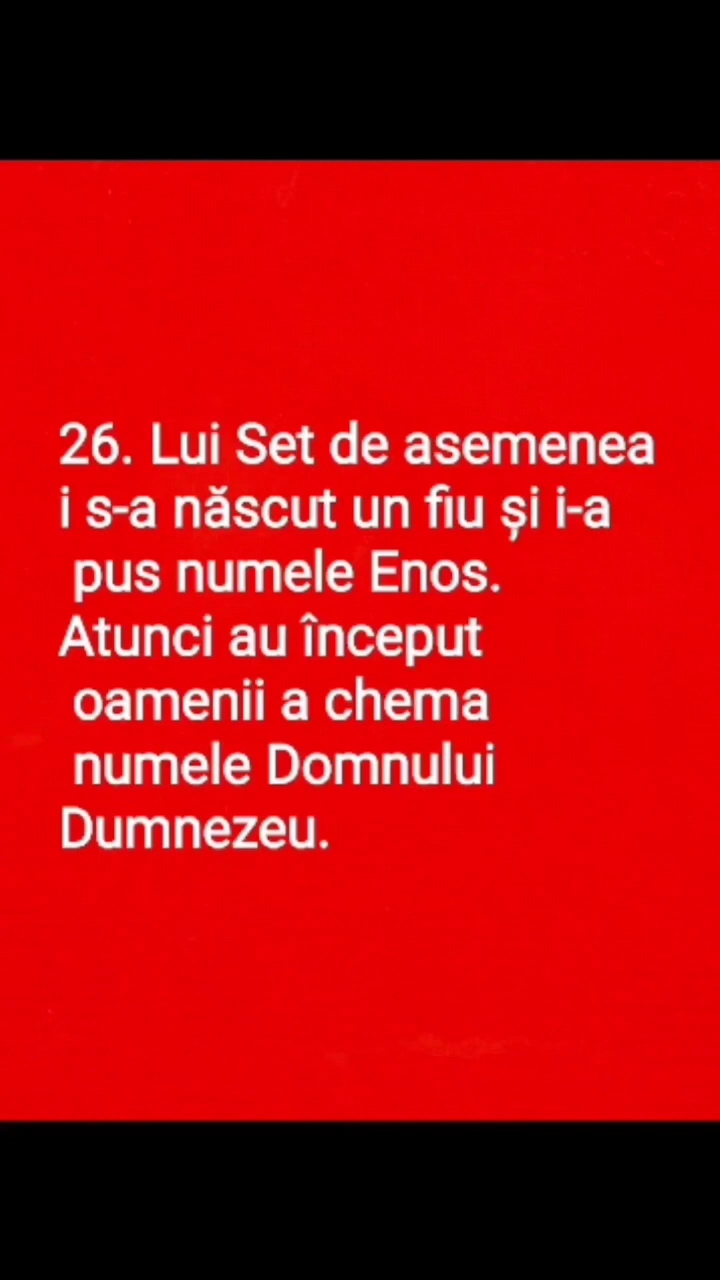 26. Lui Set de asemenea
i s-a născut un fiu și i-a
pus numele Enos.
Atunci au început
oamenii a chema
numele Domnului
Dumnezeu.